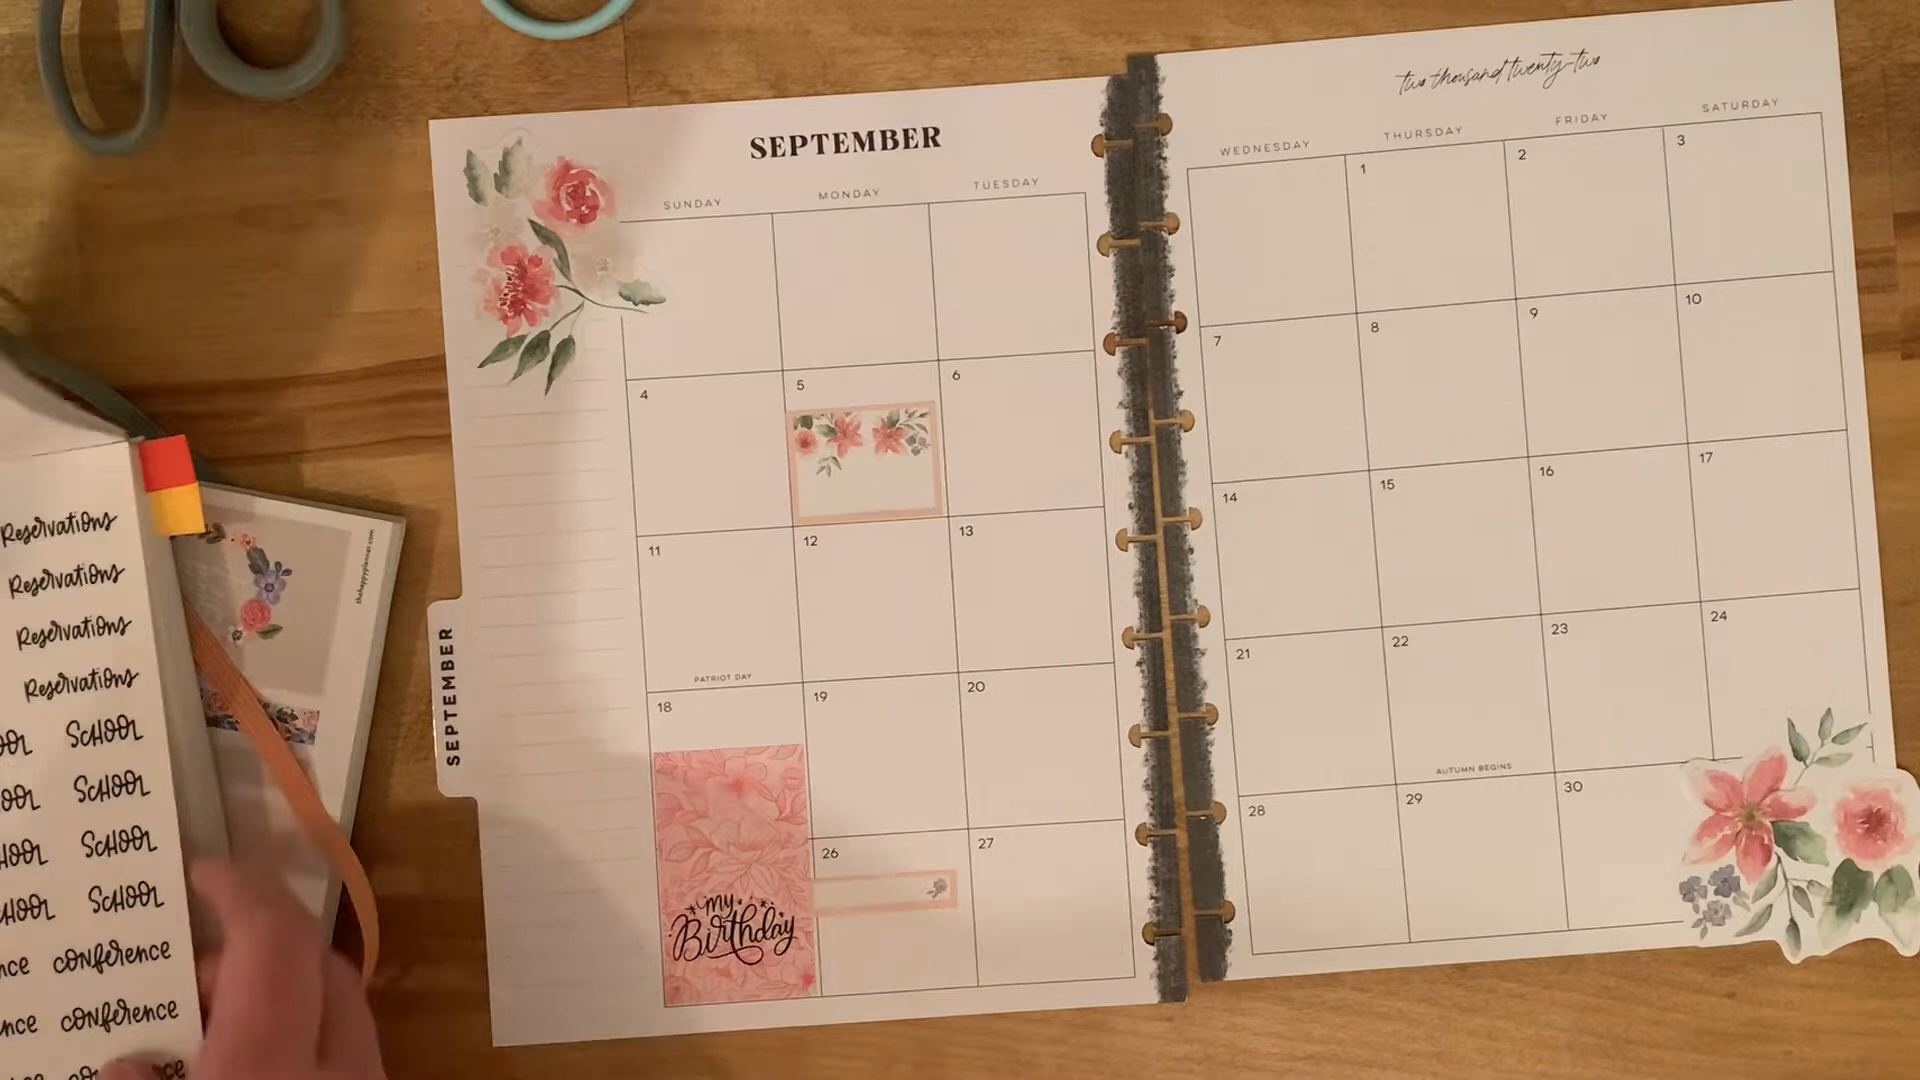 two thousand twenty-two
SEPTEMBER
SUNDAY MONDAY TUESDAY WEDNESDAY THURSDAY FRIDAY SATURDAY
1 2 3
4 5 6 7 8 9 10
11 12 13 14 15 16 17
PATRIOT DAY
18 19 20 21 22 23 24
AUTUMN BEGINS
26 27 28 29 30
my
Birthday
SEPTEMBER
thehappyplanner.com
Reservations
Reservations
Reservations
Reservations
SCHOOL
SCHOOL
SCHOOL
SCHOOL
conference
conference